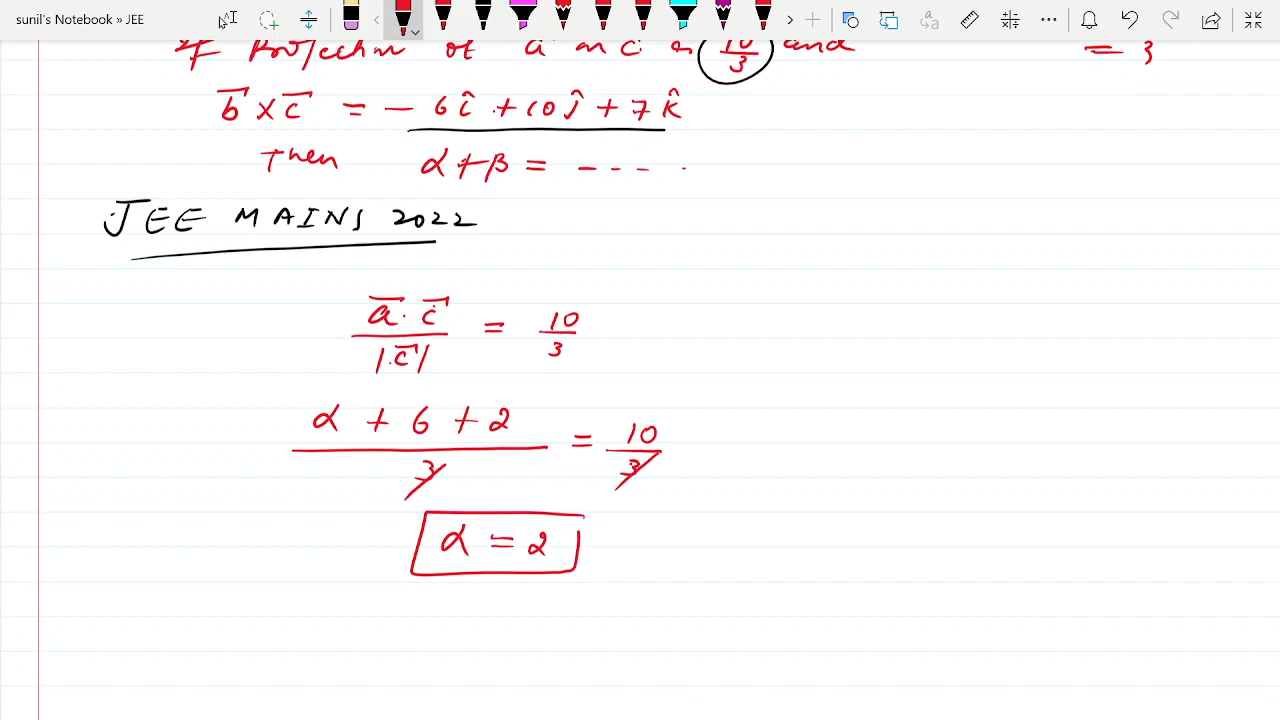 sunil's Notebook » JEE
If Projection of a⃗ on c⃗ is 10/3 and = 3
b⃗ × c⃗ = - 6î + 10ĵ + 7k̂
Then α + β = - - - - .
JEE MAINS 2022
a⃗ · c⃗ / |c⃗| = 10/3
α + 6 + 2 / 3 = 10/3
α = 2